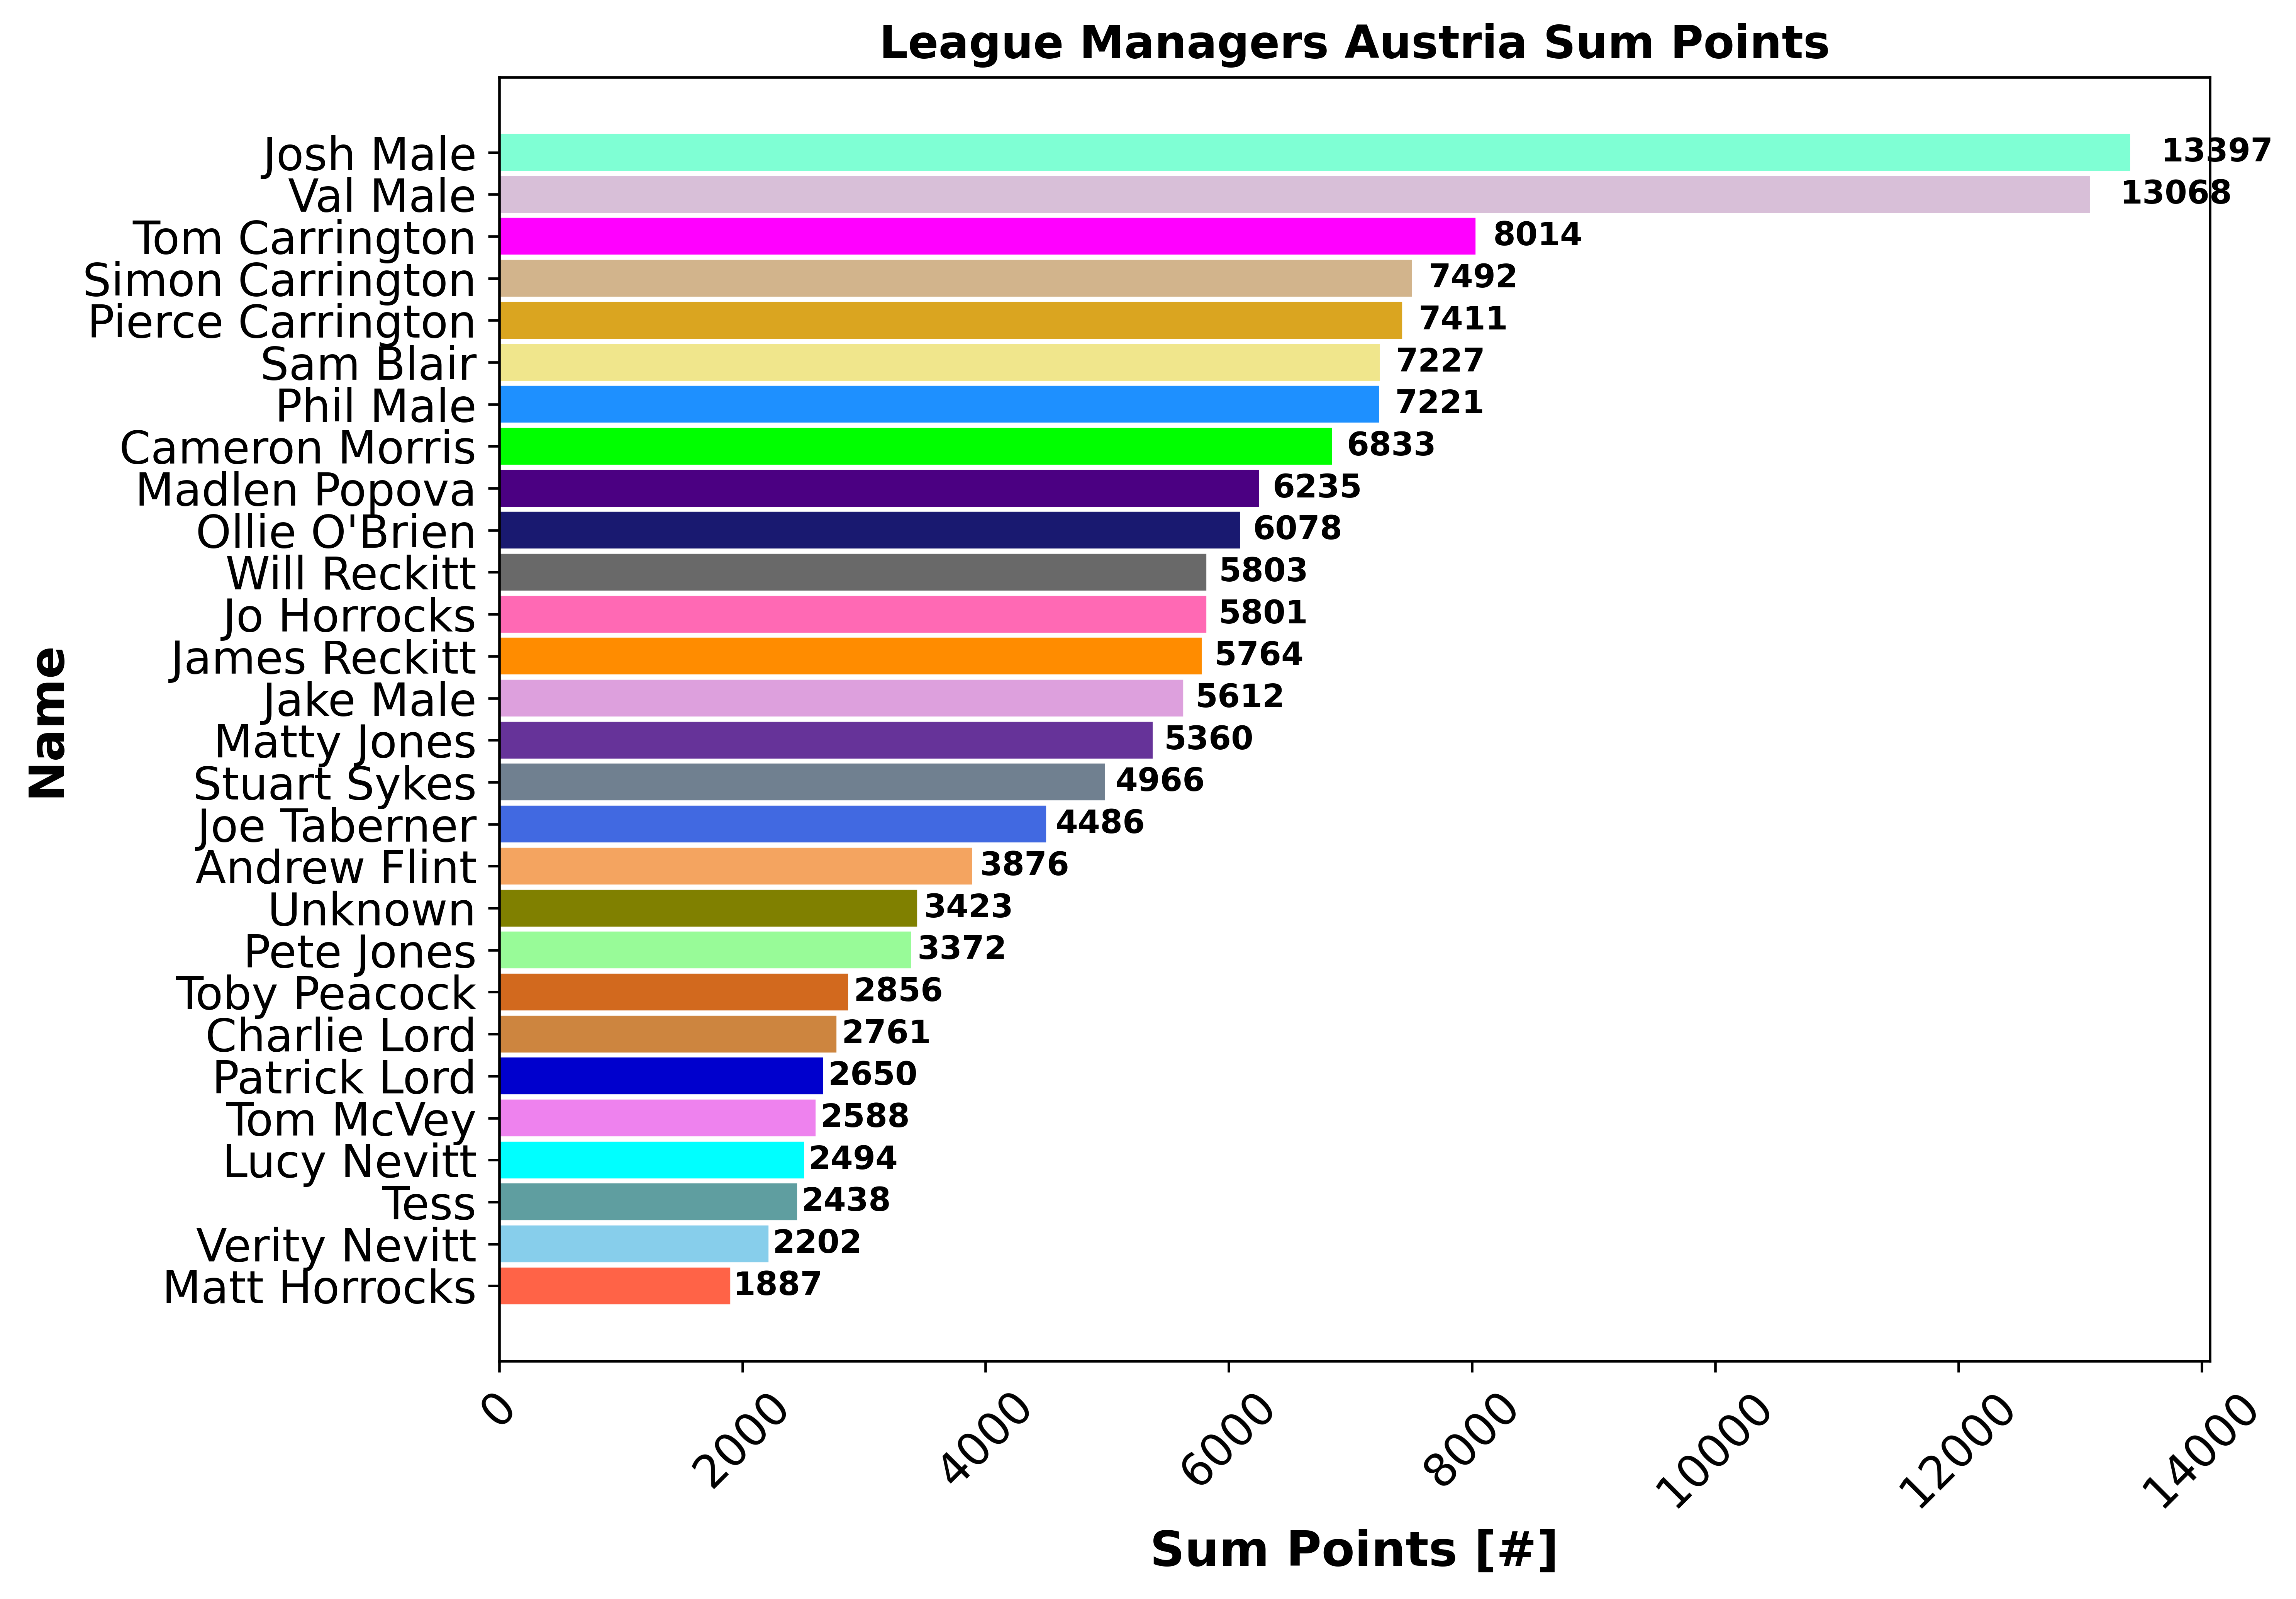 League Managers Austria Sum Points
Josh Male 13397
Val Male 13068
Tom Carrington 8014
Simon Carrington 7492
Pierce Carrington 7411
Sam Blair 7227
Phil Male 7221
Cameron Morris 6833
Madlen Popova 6235
Ollie O'Brien 6078
Will Reckitt 5803
Jo Horrocks 5801
James Reckitt 5764
Jake Male 5612
Matty Jones 5360
Stuart Sykes 4966
Joe Taberner 4486
Andrew Flint 3876
Unknown 3423
Pete Jones 3372
Toby Peacock 2856
Charlie Lord 2761
Patrick Lord 2650
Tom McVey 2588
Lucy Nevitt 2494
Tess 2438
Verity Nevitt 2202
Matt Horrocks 1887
Name
0 2000 4000 6000 8000 10000 12000 14000
Sum Points [#]